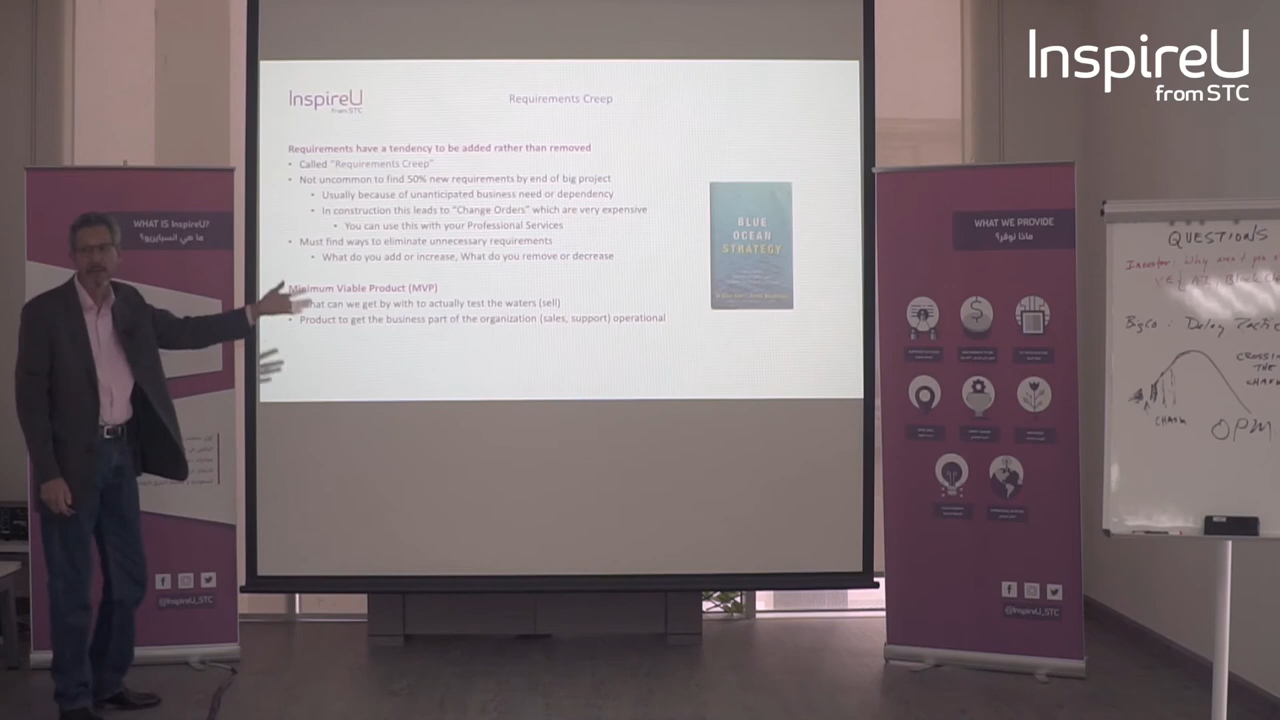 InspireU
from STC
InspireU
from STC
Requirements Creep
Requirements have a tendency to be added rather than removed
• Called "Requirements Creep"
• Not uncommon to find 50% new requirements by end of big project
• Usually because of unanticipated business need or dependency
• In construction this leads to "Change Orders" which are very expensive
• You can use this with your Professional Services
• Must find ways to eliminate unnecessary requirements
• What do you add or increase, What do you remove or decrease
Minimum Viable Product (MVP)
hat can we get by with to actually test the waters (sell)
• Product to get the business part of the organization (sales, support) operational
BLUE
OCEAN
STRATEGY
WHAT IS InspireU?
ما هي انسبايريو؟
@InspireU_STC
WHAT WE PROVIDE
ماذا نوفر؟
@InspireU_STC
QUESTIONS
Investor: Why aren't you
AI, Block
BigCo: Delay Tactic
CROSSI
THE
CHAS
CHASM
OPM